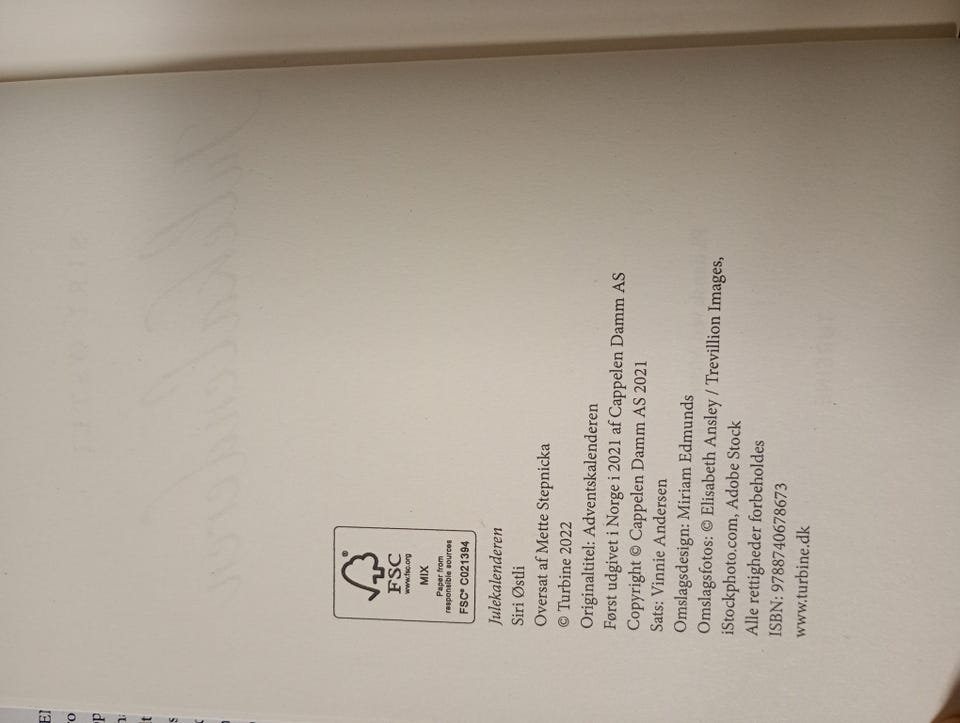 FSC
www.fsc.org
MIX
Paper from
responsible sources
FSC® C021394
Julekalenderen
Siri Østli
Oversat af Mette Stepnicka
© Turbine 2022
Originaltitel: Adventskalenderen
Først udgivet i Norge i 2021 af Cappelen Damm AS
Copyright © Cappelen Damm AS 2021
Sats: Vinnie Andersen
Omslagsdesign: Miriam Edmunds
Omslagsfotos: © Elisabeth Ansley / Trevillion Images,
iStockphoto.com, Adobe Stock
Alle rettigheder forbeholdes
ISBN: 9788740678673
www.turbine.dk